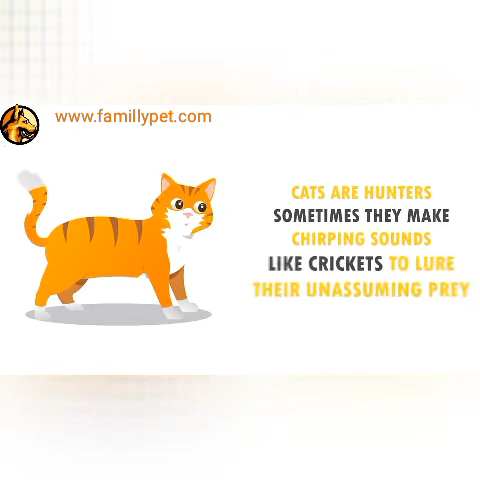 www.famillypet.com
CATS ARE HUNTERS
SOMETIMES THEY MAKE
CHIRPING SOUNDS
LIKE CRICKETS TO LURE
THEIR UNASSUMING PREY